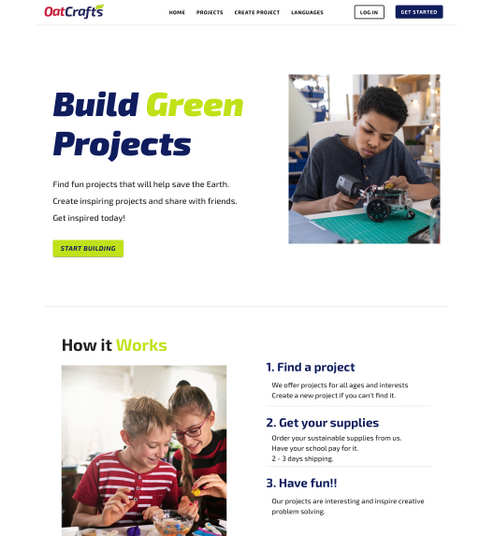 OatCrafts
HOME PROJECTS CREATE PROJECT LANGUAGES LOG IN GET STARTED
Build Green
Projects
Find fun projects that will help save the Earth.
Create inspiring projects and share with friends.
Get inspired today!
START BUILDING
How it Works
1. Find a project
We offer projects for all ages and interests
Create a new project if you can't find it.
2. Get your supplies
Order your sustainable supplies from us.
Have your school pay for it.
2 - 3 days shipping.
3. Have fun!!
Our projects are interesting and inspire creative
problem solving.